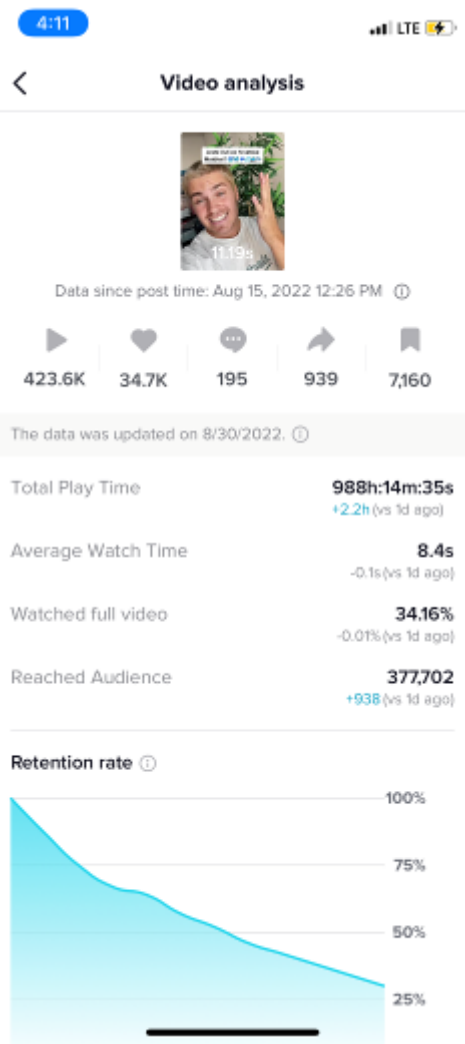 4:11
LTE
Video analysis
11.19s
Data since post time: Aug 15, 2022 12:26 PM
423.6K 34.7K 195 939 7,160
The data was updated on 8/30/2022.
Total Play Time 988h:14m:35s
+2.2h (vs 1d ago)
Average Watch Time 8.4s
-0.1s(vs 1d ago)
Watched full video 34.16%
-0.01%(vs 1d ago)
Reached Audience 377,702
+938 (vs 1d ago)
Retention rate
100%
75%
50%
25%